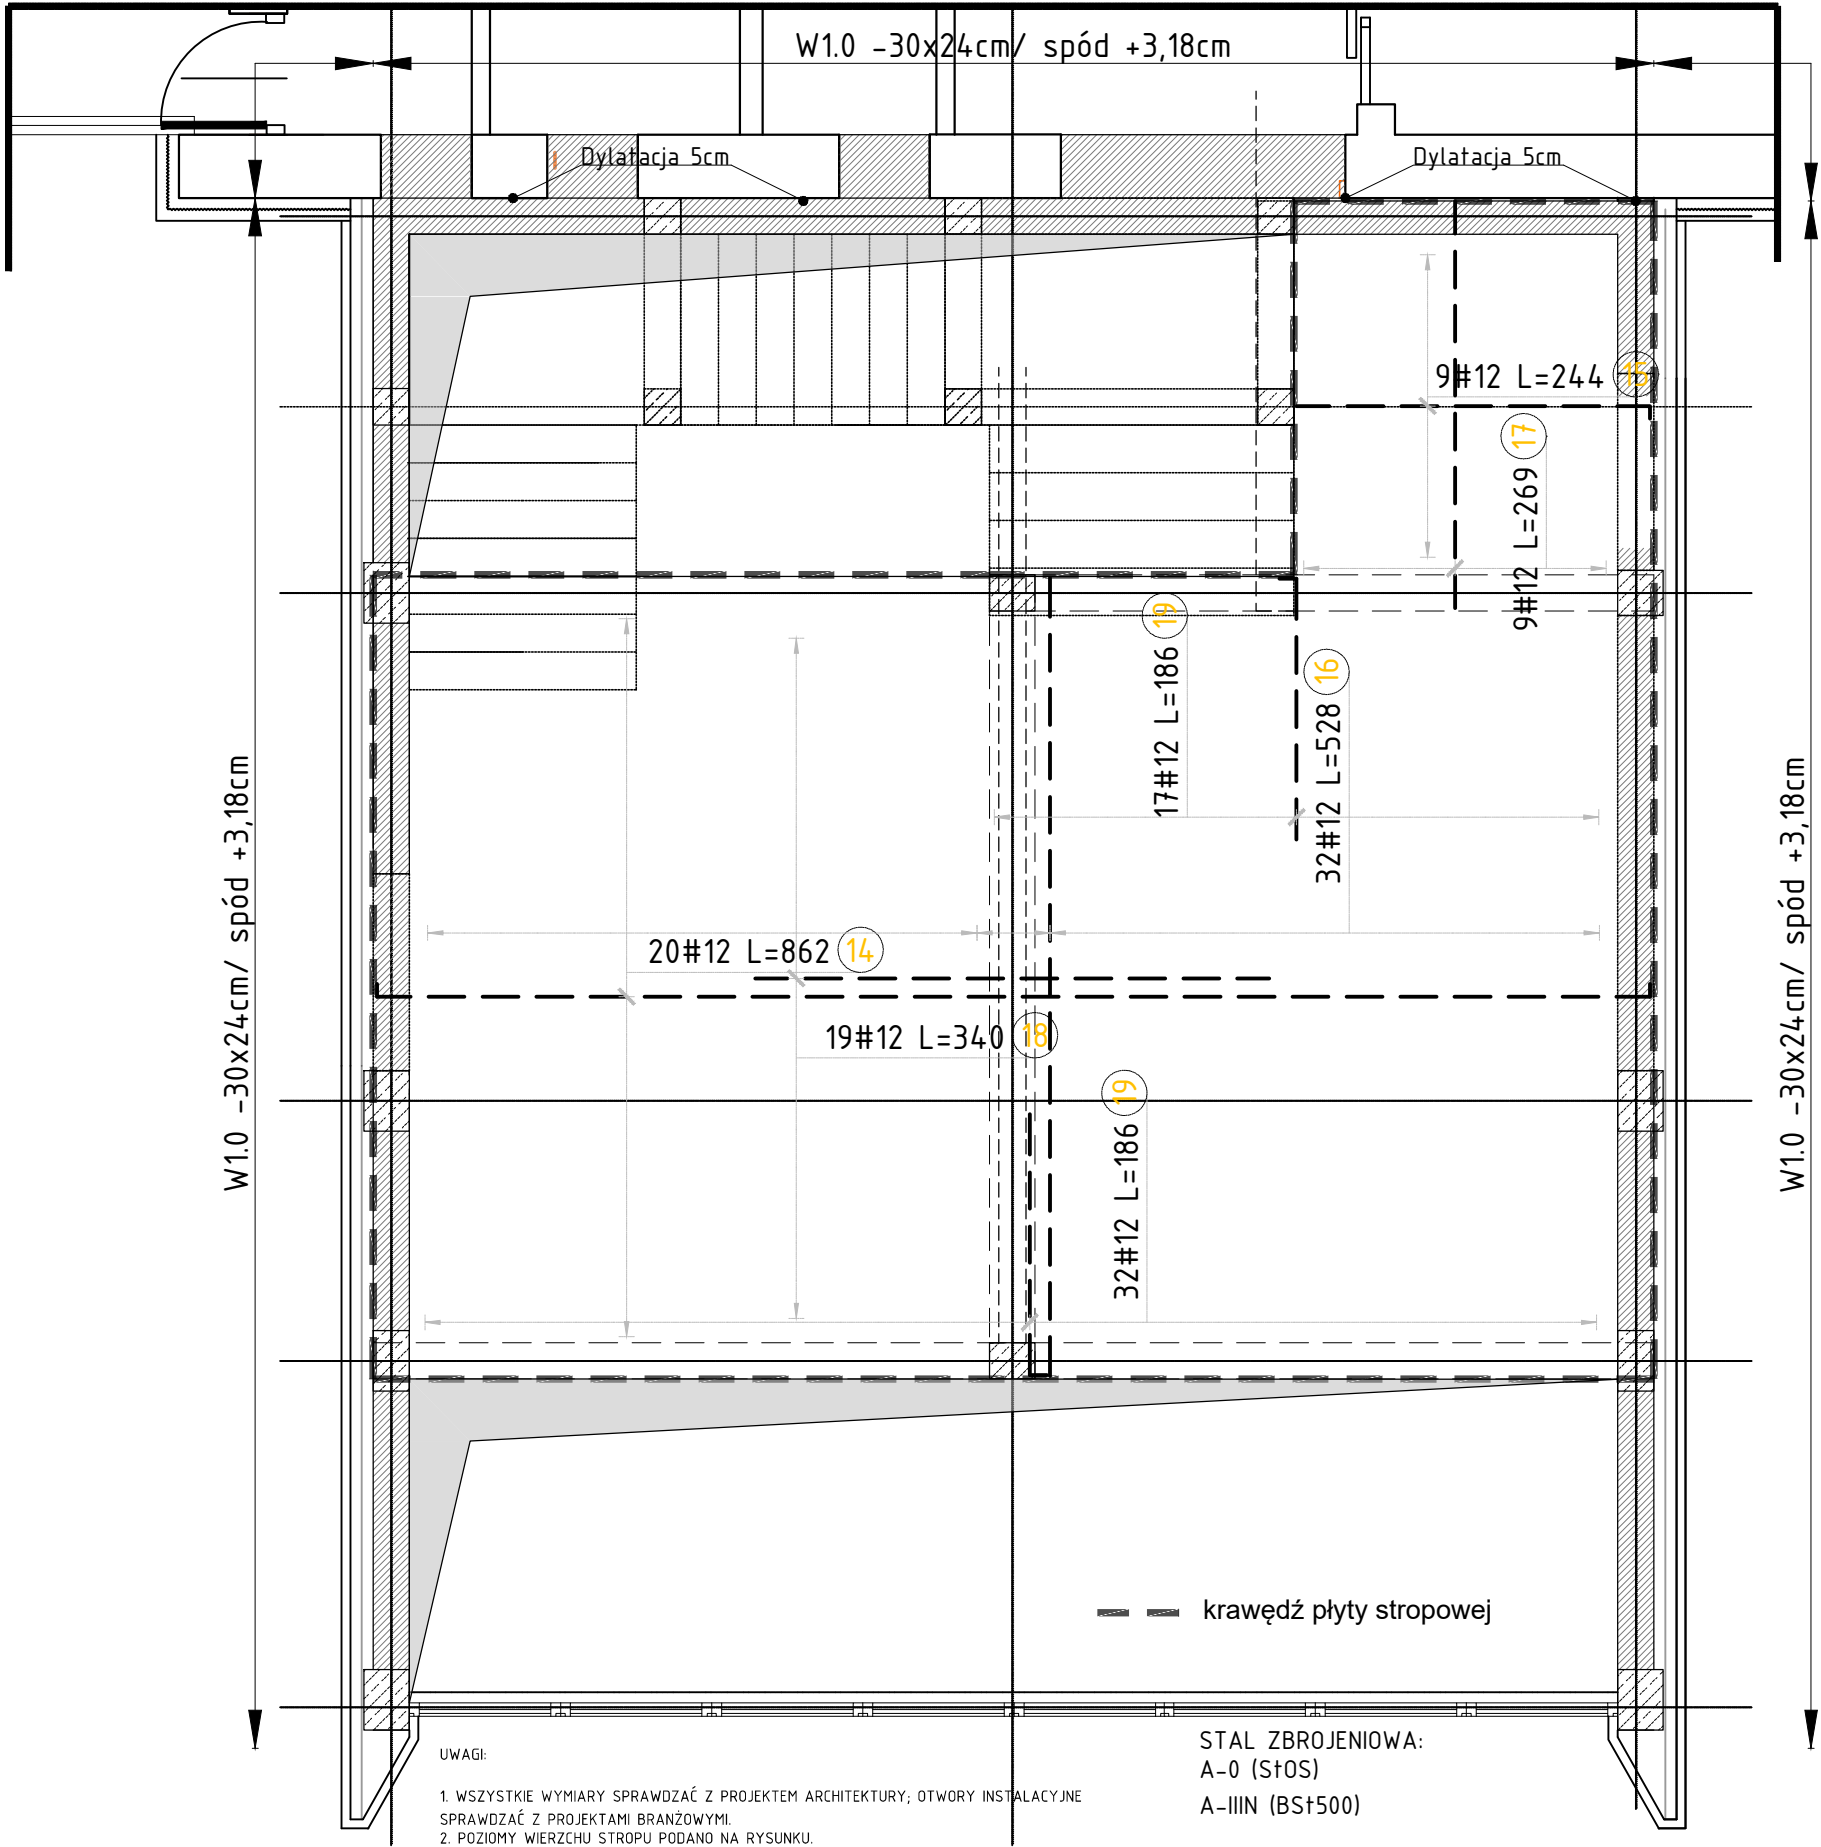 W1.0 -30x24cm/ spód +3,18cm
Dylatacja 5cm
Dylatacja 5cm
9#12 L=244 15
9#12 L=269 17
17#12 L=186 19
32#12 L=528 16
W1.0 -30x24cm/ spód +3,18cm
W1.0 -30x24cm/ spód +3,18cm
20#12 L=862 14
19#12 L=340 18
32#12 L=186 19
krawędź płyty stropowej
UWAGI:
1. WSZYSTKIE WYMIARY SPRAWDZAĆ Z PROJEKTEM ARCHITEKTURY; OTWORY INSTALACYJNE
SPRAWDZAĆ Z PROJEKTAMI BRANŻOWYMI.
2. POZIOMY WIERZCHU STROPU PODANO NA RYSUNKU.
STAL ZBROJENIOWA:
A-0 (StOS)
A-IIIN (BSt500)